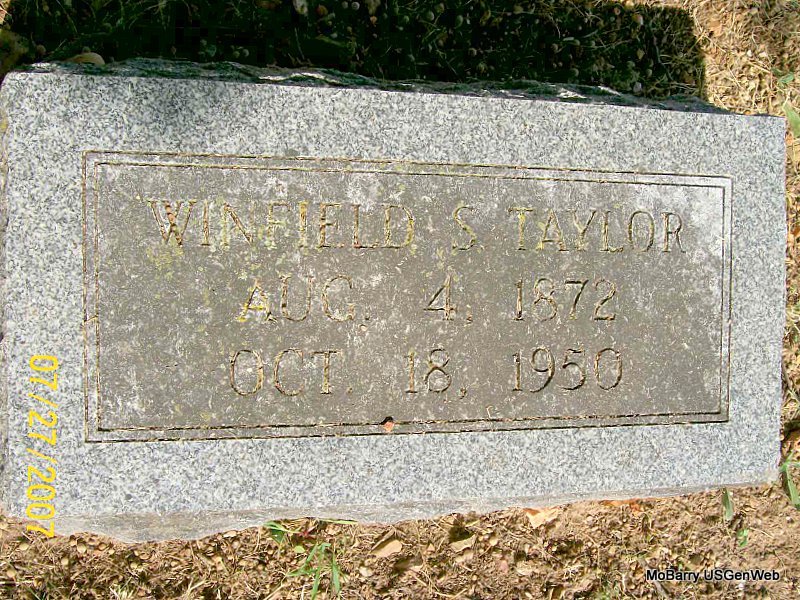 WINFIELD S. TAYLOR
AUG. 4, 1872
OCT. 18, 1950
07/27/2007
MoBarry USGenWeb